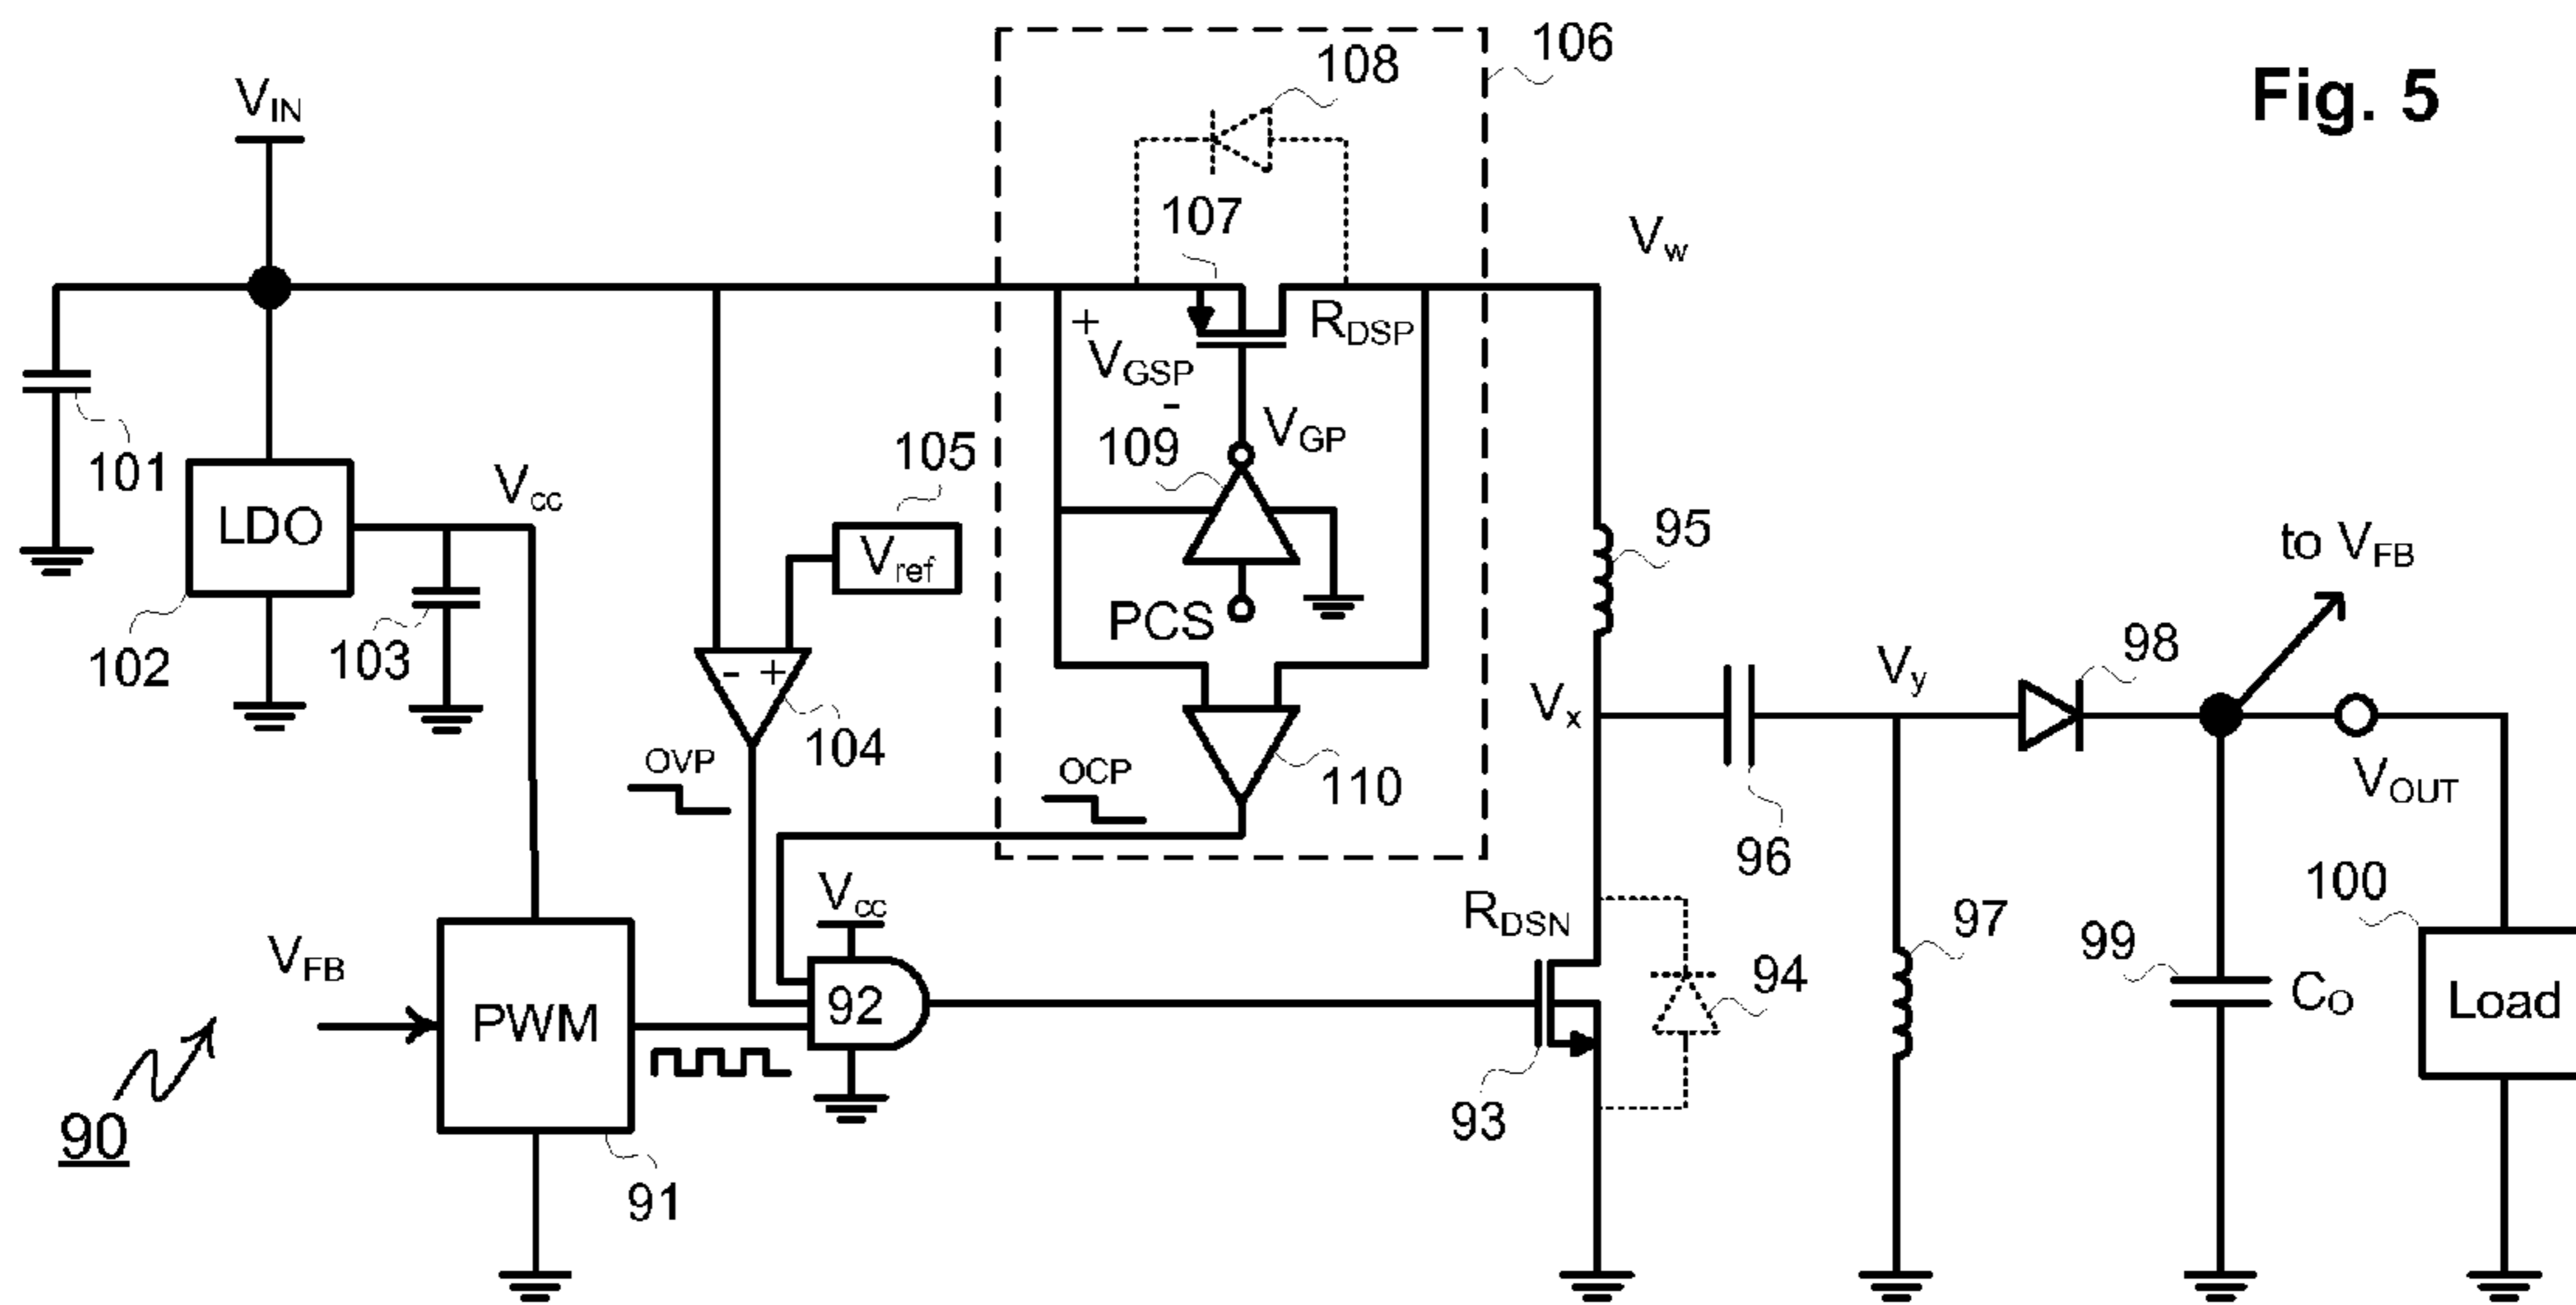 Fig. 5
106
108
V_IN
107
V_w
+
R_DSP
V_GSP
-
V_GP
109
105
101
V_cc
V_ref
LDO
95
to V_FB
PCS
102
103
- +
104
V_x
V_y
98
OVP
OCP
110
V_OUT
96
100
V_cc
R_DSN
97
99
V_FB
94
C_O
Load
92
PWM
90
93
91